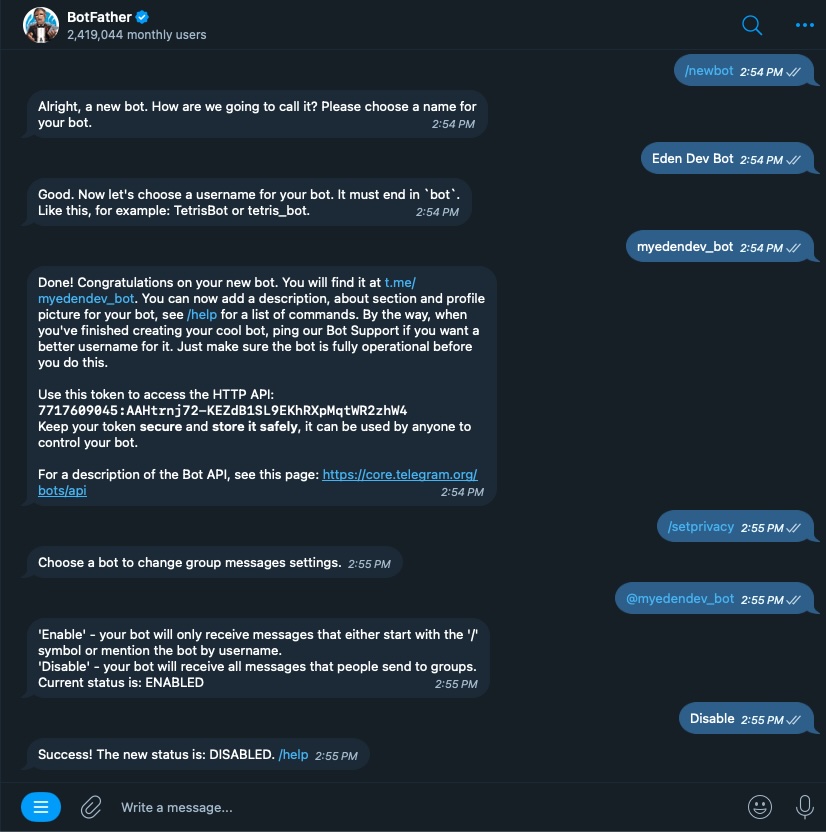 BotFather
2,419,044 monthly users
/newbot 2:54 PM
Alright, a new bot. How are we going to call it? Please choose a name for
your bot. 2:54 PM
Eden Dev Bot 2:54 PM
Good. Now let's choose a username for your bot. It must end in `bot`.
Like this, for example: TetrisBot or tetris_bot. 2:54 PM
myedendev_bot 2:54 PM
Done! Congratulations on your new bot. You will find it at t.me/
myedendev_bot. You can now add a description, about section and profile
picture for your bot, see /help for a list of commands. By the way, when
you've finished creating your cool bot, ping our Bot Support if you want a
better username for it. Just make sure the bot is fully operational before
you do this.
Use this token to access the HTTP API:
7717609045:AAHtrnj72-KEZdB1SL9EKhRXpMqtWR2zhW4
Keep your token secure and store it safely, it can be used by anyone to
control your bot.
For a description of the Bot API, see this page: https://core.telegram.org/
bots/api 2:54 PM
/setprivacy 2:55 PM
Choose a bot to change group messages settings. 2:55 PM
@myedendev_bot 2:55 PM
'Enable' - your bot will only receive messages that either start with the '/'
symbol or mention the bot by username.
'Disable' - your bot will receive all messages that people send to groups.
Current status is: ENABLED 2:55 PM
Disable 2:55 PM
Success! The new status is: DISABLED. /help 2:55 PM
Write a message...